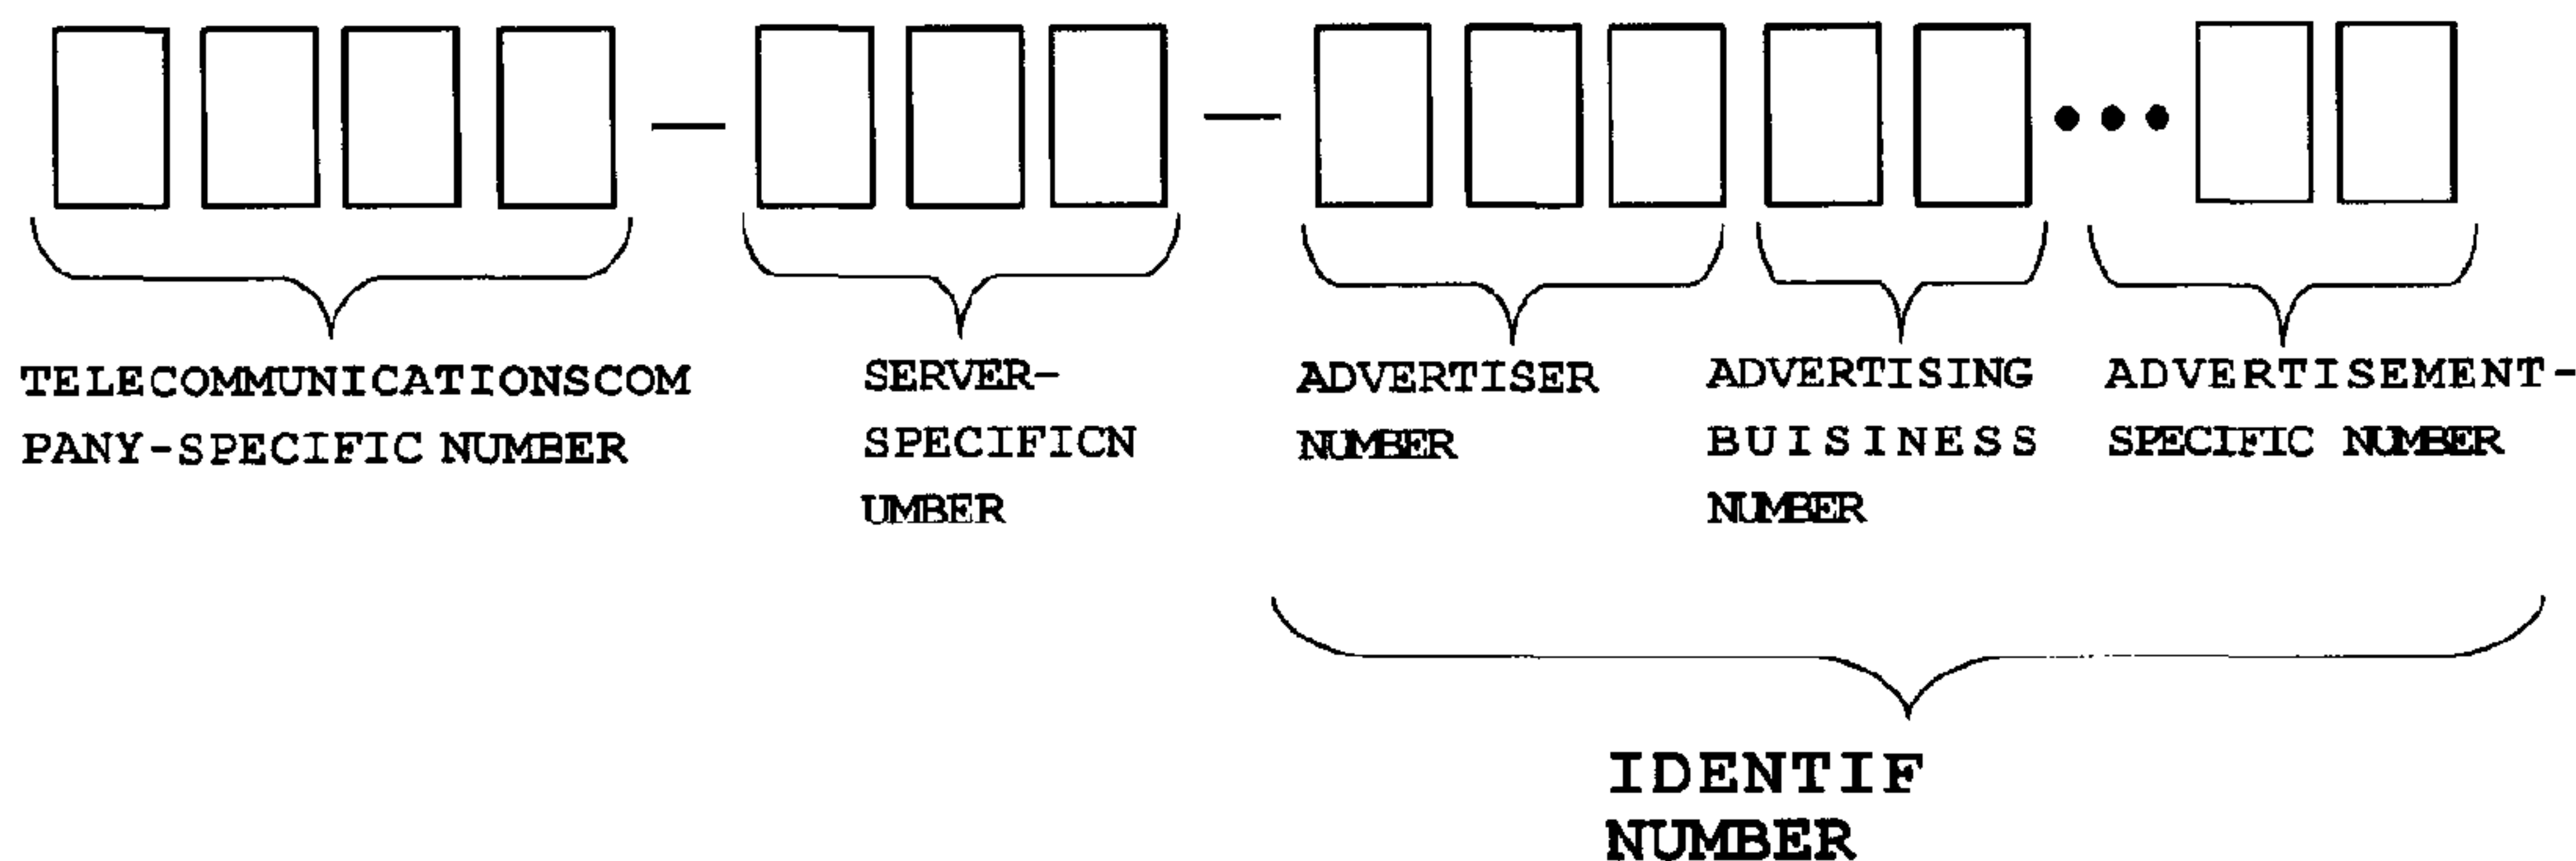 TELECOMMUNICATIONSCOM
PANY-SPECIFIC NUMBER
SERVER-
SPECIFICN
UMBER
ADVERTISER
NUMBER
ADVERTISING
BUISINESS
NUMBER
ADVERTISEMENT-
SPECIFIC NUMBER
IDENTIF
NUMBER